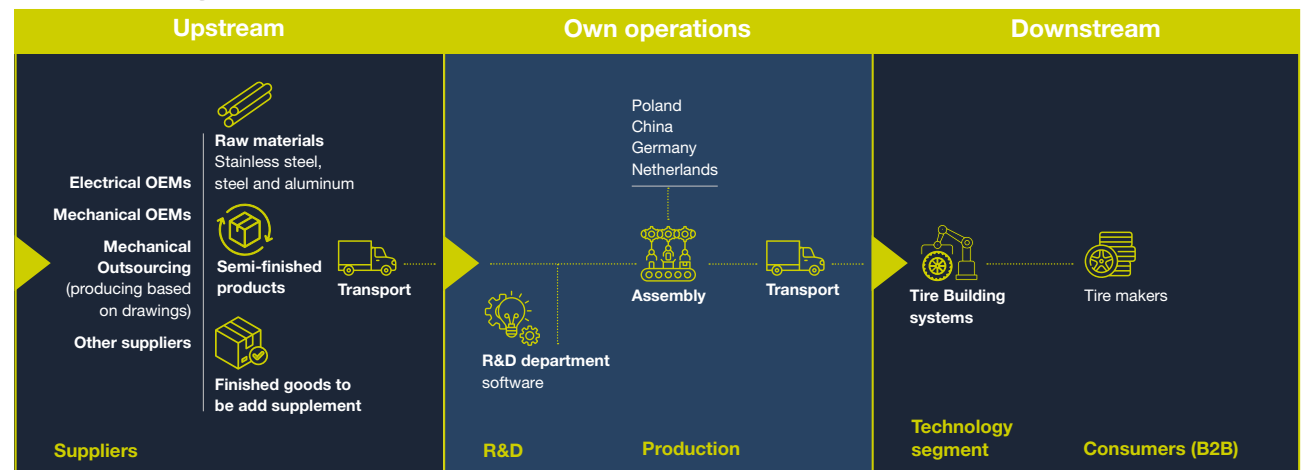 Upstream
Own operations
Downstream
Electrical OEMs
Mechanical OEMs
Mechanical
Outsourcing
(producing based
on drawings)
Other suppliers
Raw materials
Stainless steel,
steel and aluminum
Semi-finished
products
Finished goods to
be add supplement
Transport
Suppliers
R&D department
software
R&D
Poland
China
Germany
Netherlands
Assembly
Transport
Production
Tire Building
systems
Technology
segment
Tire makers
Consumers (B2B)